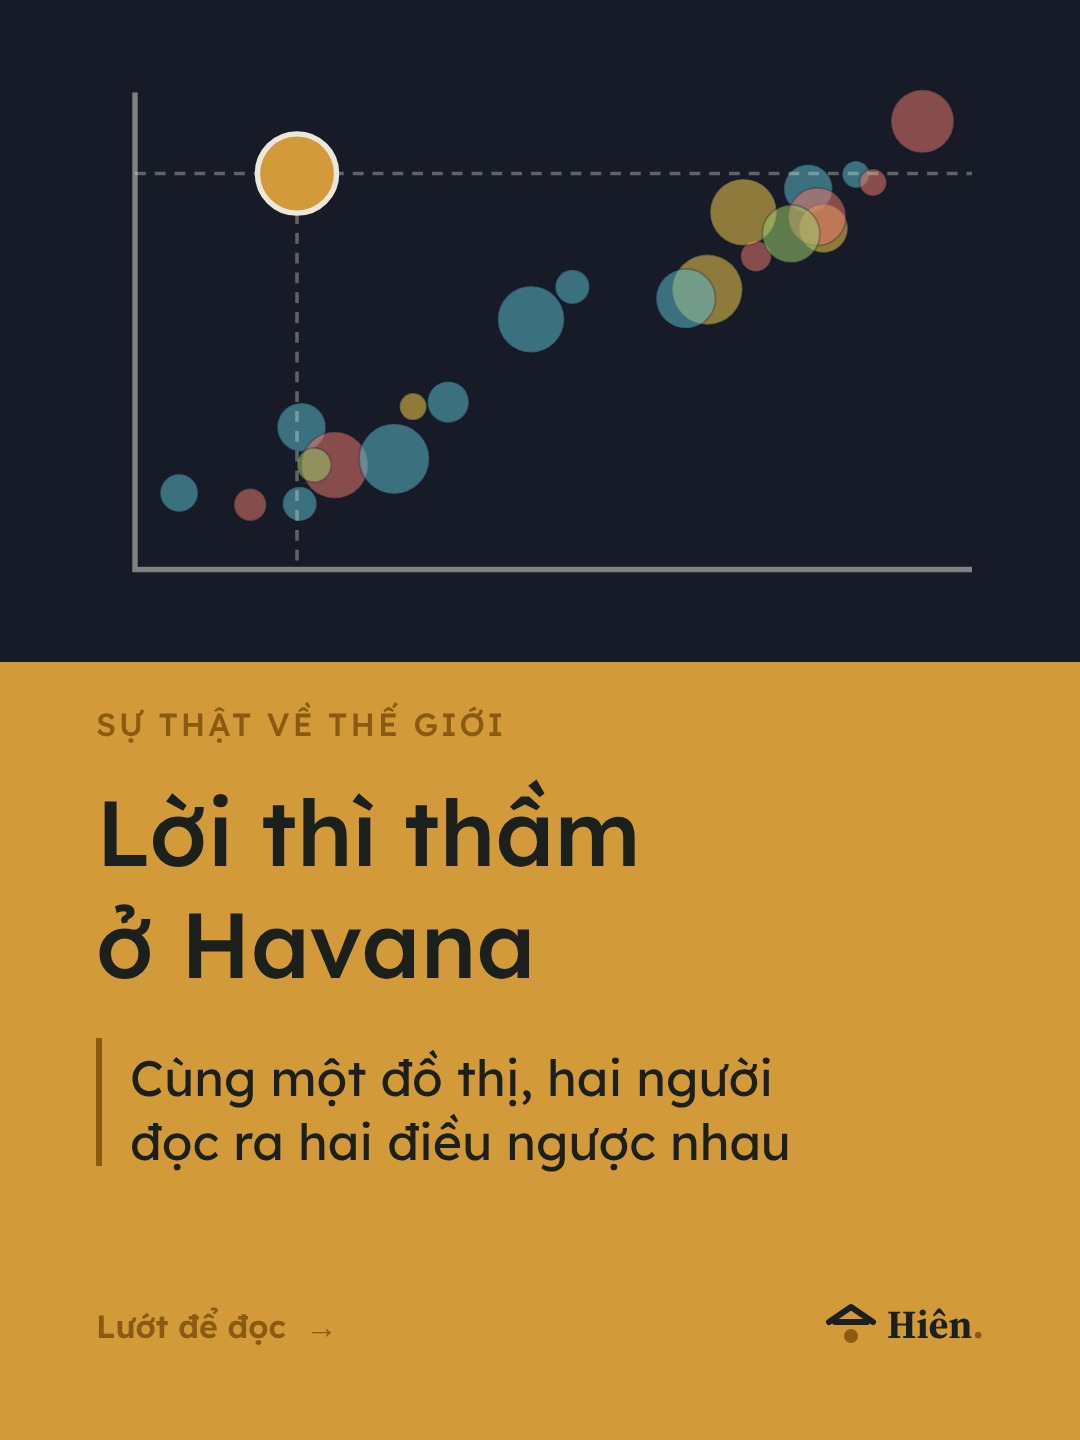 SỰ THẬT VỀ THẾ GIỚI
Lời thì thầm
ở Havana
Cùng một đồ thị, hai người
đọc ra hai điều ngược nhau
Lướt để đọc →
Hiên.